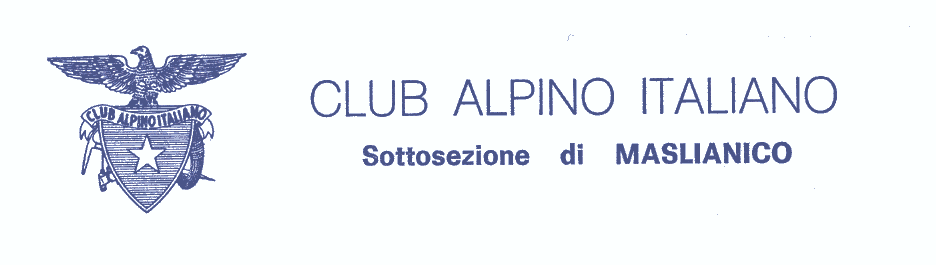 CLUB ALPINO ITALIANO
CLUB ALPINO ITALIANO
Sottosezione di MASLIANICO